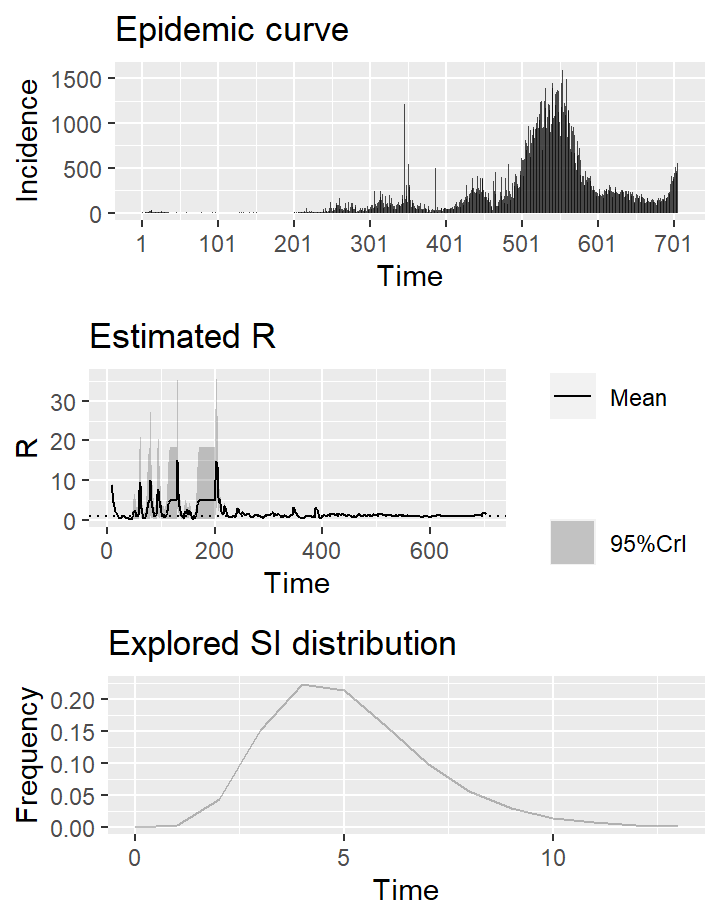 Epidemic curve
Incidence
1500
1000
500
0
1 101 201 301 401 501 601 701
Time
Estimated R
R
30
20
10
0
0 200 400 600
Time
Mean
95%CrI
Explored SI distribution
Frequency
0.20
0.15
0.10
0.05
0.00
0 5 10
Time